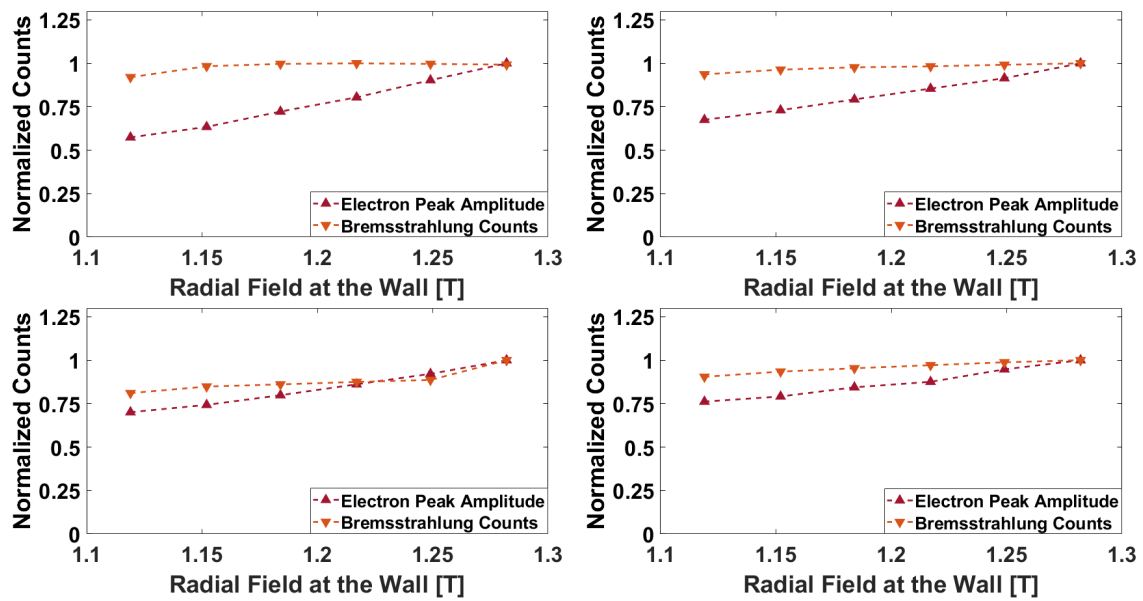 Normalized Counts
1.25
1
0.75
0.5
0.25
0
1.1
1.15
1.2
1.25
1.3
Radial Field at the Wall [T]
Electron Peak Amplitude
Bremsstrahlung Counts
Normalized Counts
1.25
1
0.75
0.5
0.25
0
1.1
1.15
1.2
1.25
1.3
Radial Field at the Wall [T]
Electron Peak Amplitude
Bremsstrahlung Counts
Normalized Counts
1.25
1
0.75
0.5
0.25
0
1.1
1.15
1.2
1.25
1.3
Radial Field at the Wall [T]
Electron Peak Amplitude
Bremsstrahlung Counts
Normalized Counts
1.25
1
0.75
0.5
0.25
0
1.1
1.15
1.2
1.25
1.3
Radial Field at the Wall [T]
Electron Peak Amplitude
Bremsstrahlung Counts